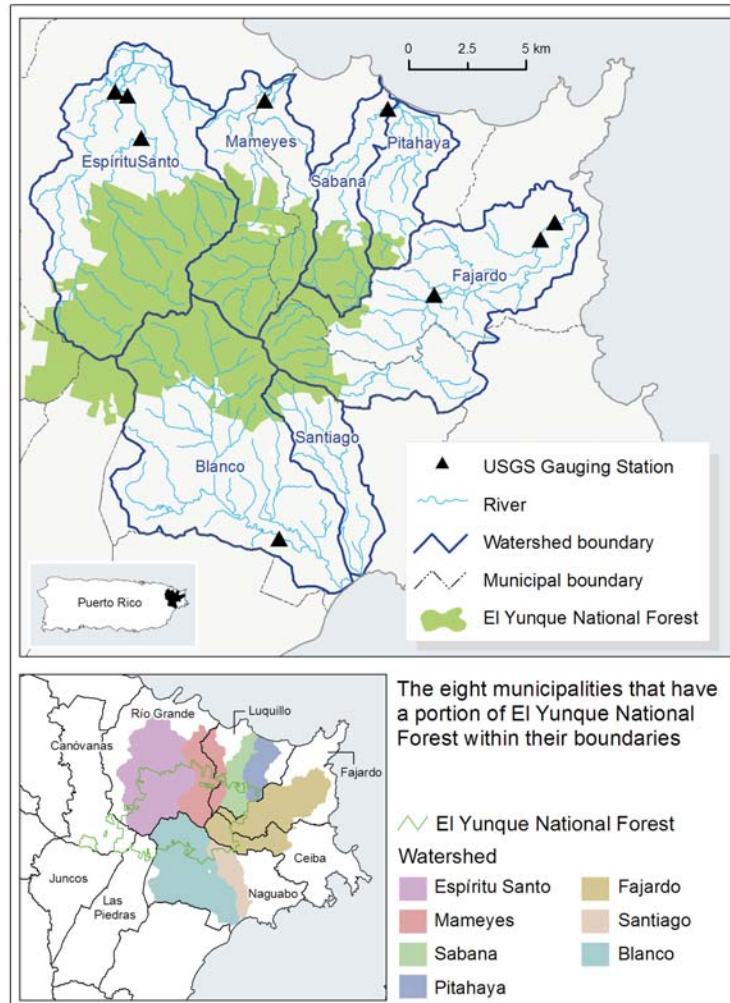 0 2.5 5 km
Mameyes
Pitahaya
EspírituSanto
Sabana
Fajardo
Santiago
Blanco
USGS Gauging Station
River
Watershed boundary
Municipal boundary
El Yunque National Forest
Puerto Rico
The eight municipalities that have
a portion of El Yunque National
Forest within their boundaries
Río Grande
Luquillo
Canóvanas
Fajardo
Ceiba
Juncos
Las
Piedras
Naguabo
El Yunque National Forest
Watershed
Espíritu Santo
Fajardo
Mameyes
Santiago
Sabana
Blanco
Pitahaya